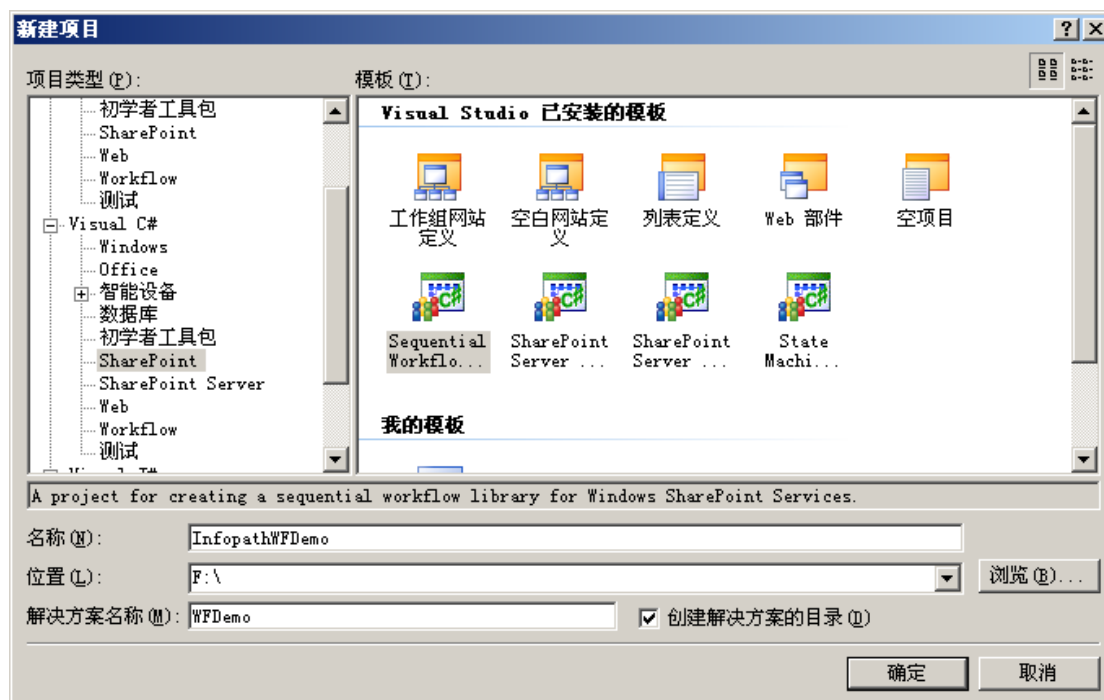 新建项目
项目类型(P):
模板(T):
初学者工具包
SharePoint
Web
Workflow
测试
Visual C#
Windows
Office
智能设备
数据库
初学者工具包
SharePoint
SharePoint Server
Web
Workflow
测试
Visual Studio 已安装的模板
工作组网站
定义
空白网站定
义
列表定义
Web 部件
空项目
Sequential
Workflo...
SharePoint
Server ...
SharePoint
Server ...
State
Machi...
我的模板
A project for creating a sequential workflow library for Windows SharePoint Services.
名称(N):
InfopathWFDemo
位置(L):
F:\
浏览(B)...
解决方案名称(M):
WFDemo
创建解决方案的目录(D)
确定
取消